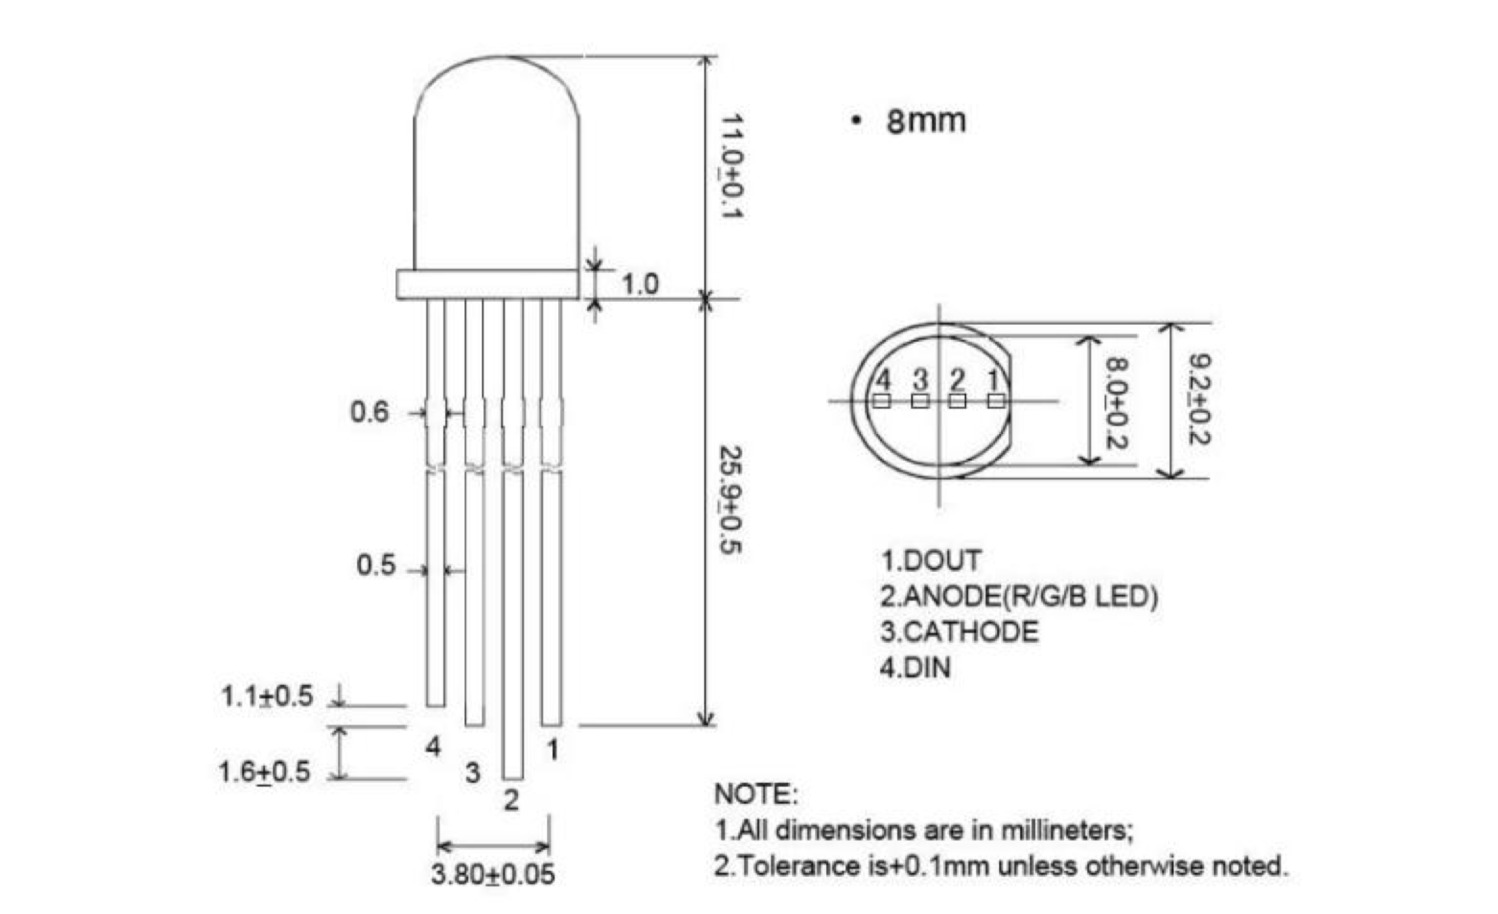 • 8mm
11.0±0.1
1.0
0.6
25.9±0.5
0.5
1.1±0.5
1.6±0.5
4
3
2
1
3.80±0.05
4 3 2 1
8.0±0.2
9.2±0.2
1.DOUT
2.ANODE(R/G/B LED)
3.CATHODE
4.DIN
NOTE:
1.All dimensions are in millineters;
2.Tolerance is+0.1mm unless otherwise noted.